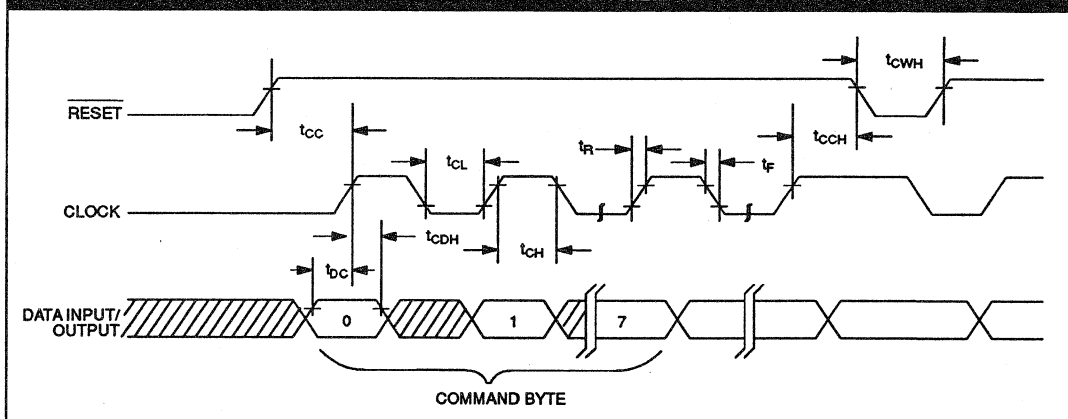 tCWH
RESET
tCC
tCCH
tCL
tR
tF
CLOCK
tCDH
tCH
tDC
DATA INPUT/
OUTPUT
0
1
7
COMMAND BYTE